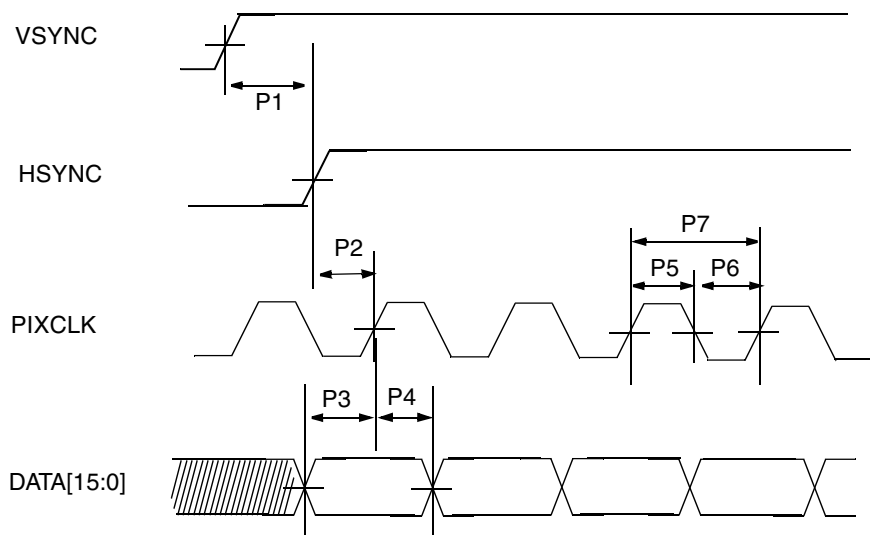 VSYNC
P1
HSYNC
P2
P7
P5
P6
PIXCLK
P3
P4
DATA[15:0]